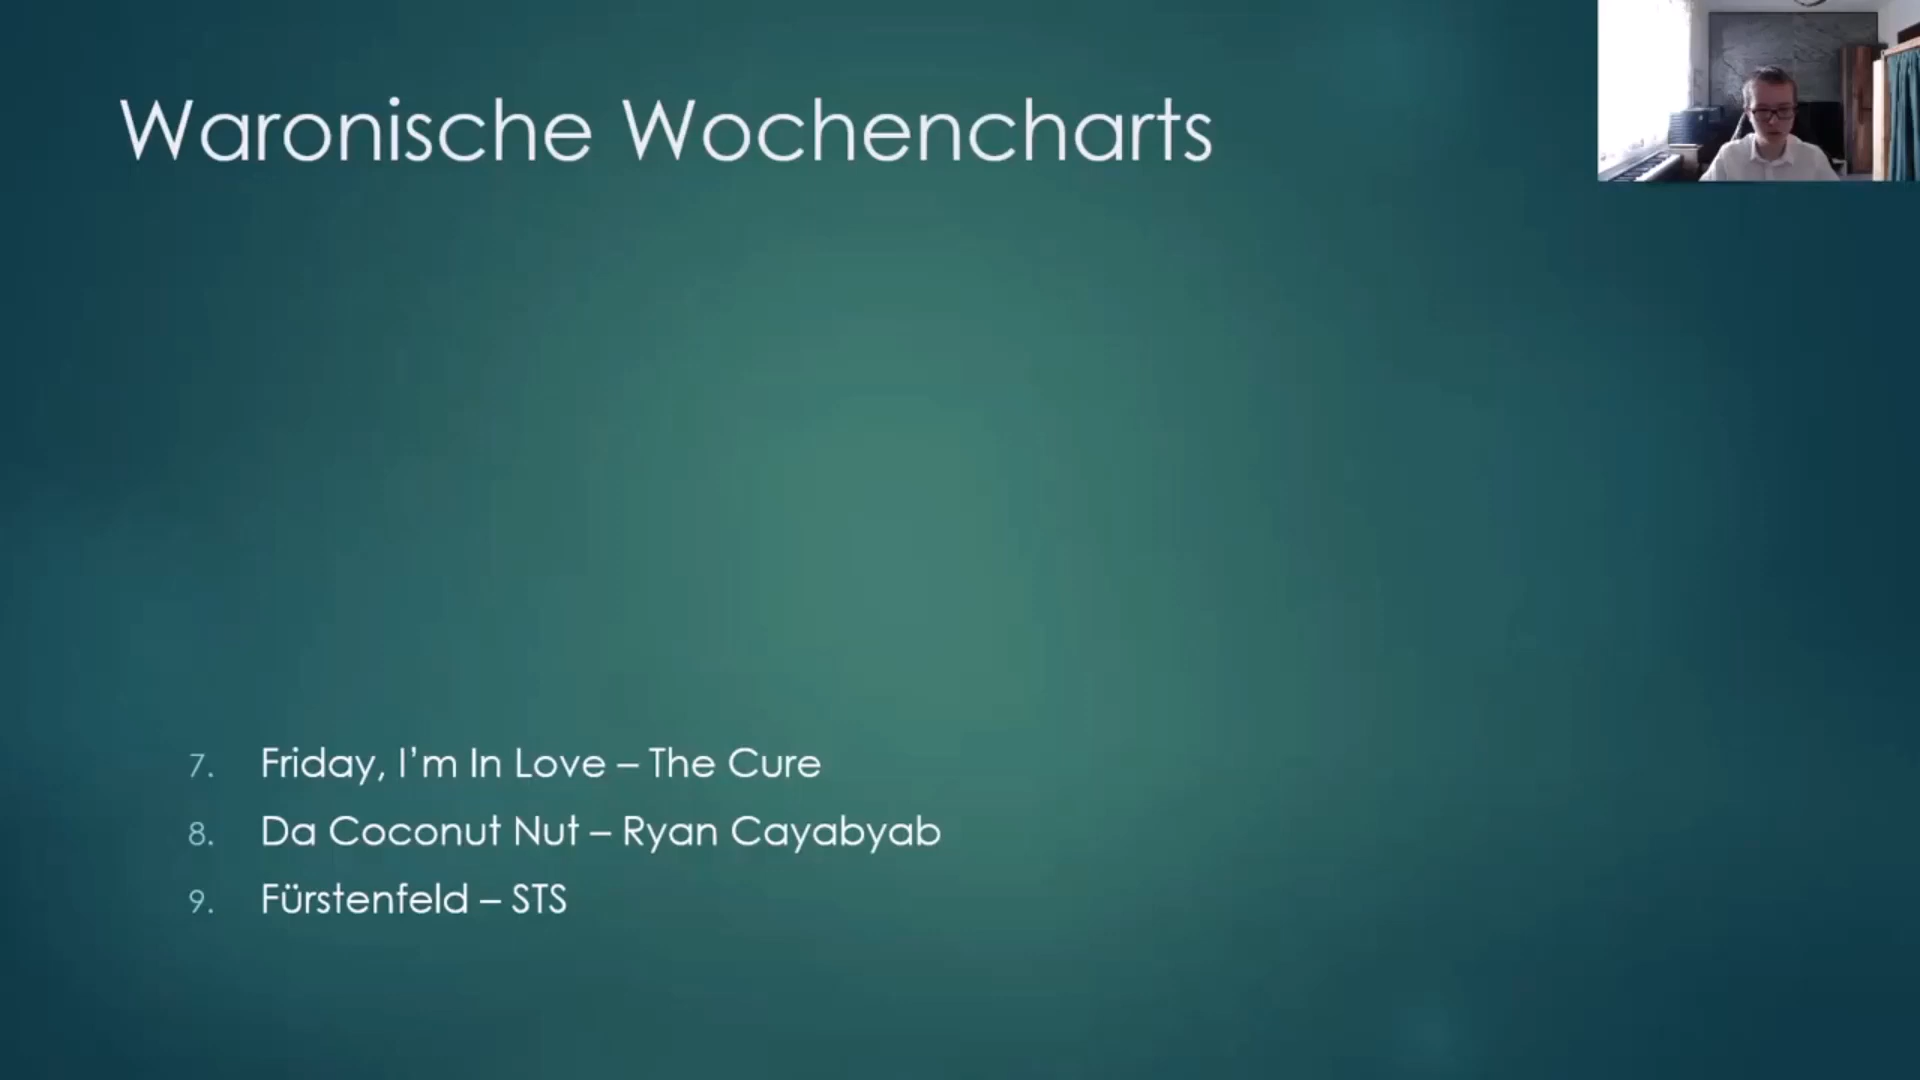 Waronische Wochencharts
7. Friday, I’m In Love – The Cure
8. Da Coconut Nut – Ryan Cayabyab
9. Fürstenfeld – STS